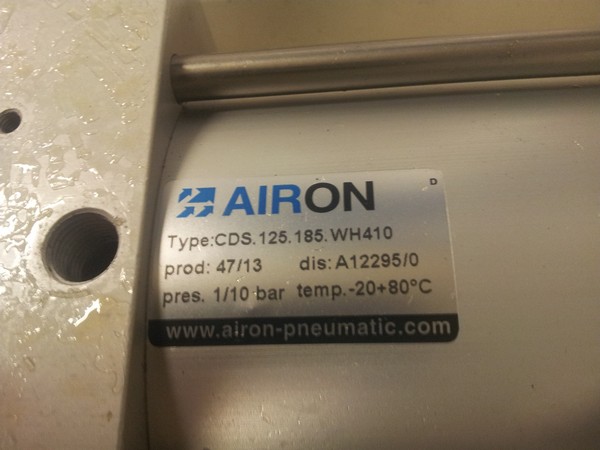 AIRON
D
Type:CDS.125.185.WH410
prod: 47/13 dis: A12295/0
pres. 1/10 bar temp.-20+80°C
www.airon-pneumatic.com